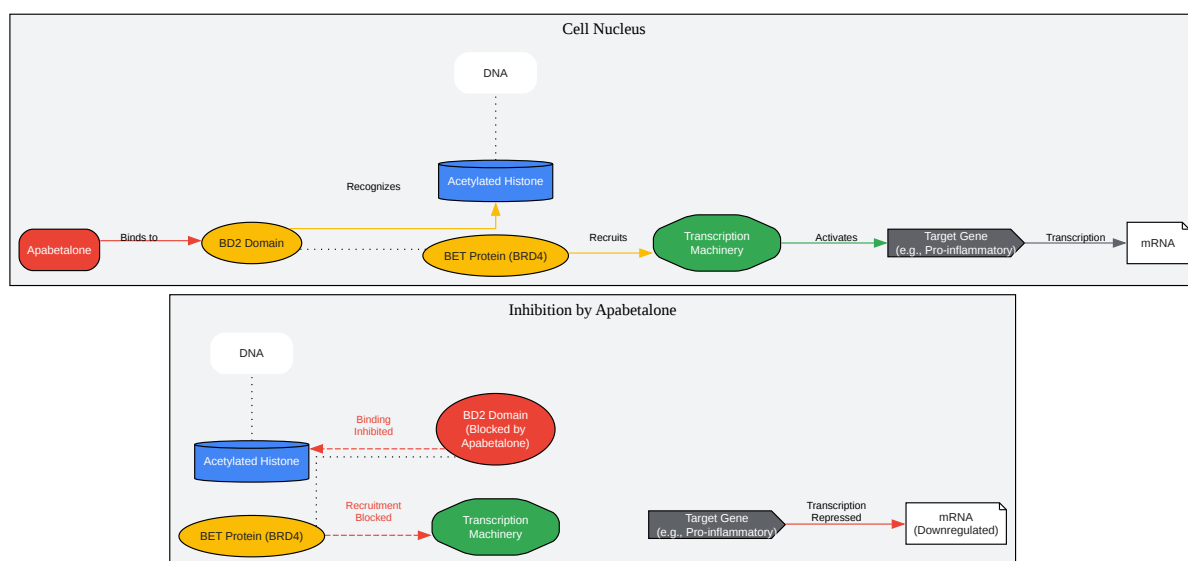 Cell Nucleus
DNA
Recognizes
Acetylated Histone
Apabetalone
Binds to
BD2 Domain
BET Protein (BRD4)
Recruits
Transcription
Machinery
Activates
Target Gene
(e.g., Pro-inflammatory)
Transcription
mRNA
Inhibition by Apabetalone
DNA
Binding
Inhibited
BD2 Domain
(Blocked by
Apabetalone)
Acetylated Histone
BET Protein (BRD4)
Recruitment
Blocked
Transcription
Machinery
Target Gene
(e.g., Pro-inflammatory)
Transcription
Repressed
mRNA
(Downregulated)